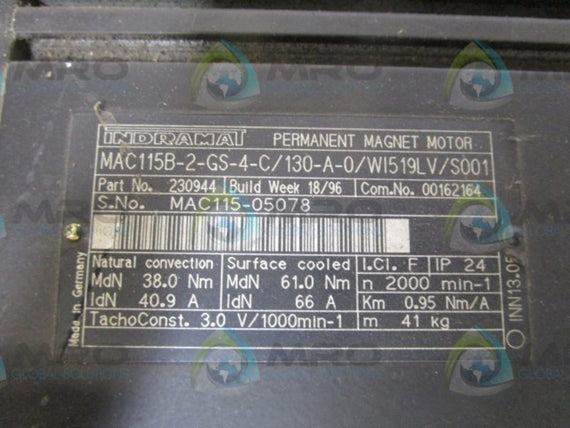 MRO
GLOBAL SOLUTIONS
INDRAMAT PERMANENT MAGNET MOTOR
MAC115B-2-GS-4-C/130-A-0/WI519LV/S001
Part No. 230944 Build Week 18/96 Com.No. 00162164
S.No. MAC115-05078
Natural convection Surface cooled I.Cl. F IP 24
MdN 38.0 Nm MdN 61.0 Nm n 2000 min-1
IdN 40.9 A IdN 66 A Km 0.95 Nm/A
TachoConst. 3.0 V/1000min-1 m 41 kg
Made in Germany
INN13.05